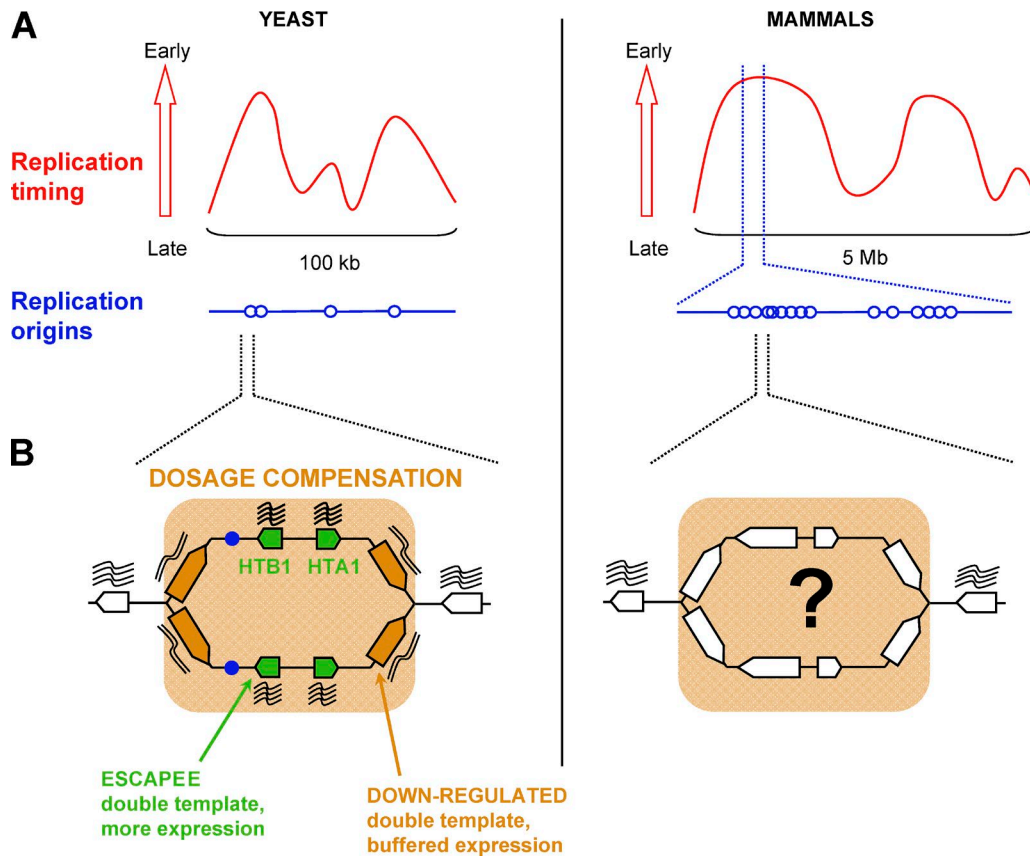 A
YEAST
MAMMALS
Early
Early
Replication
timing
Late
Late
100 kb
5 Mb
Replication
origins
B
DOSAGE COMPENSATION
HTB1 HTA1
?
ESCAPEE
double template,
more expression
DOWN-REGULATED
double template,
buffered expression